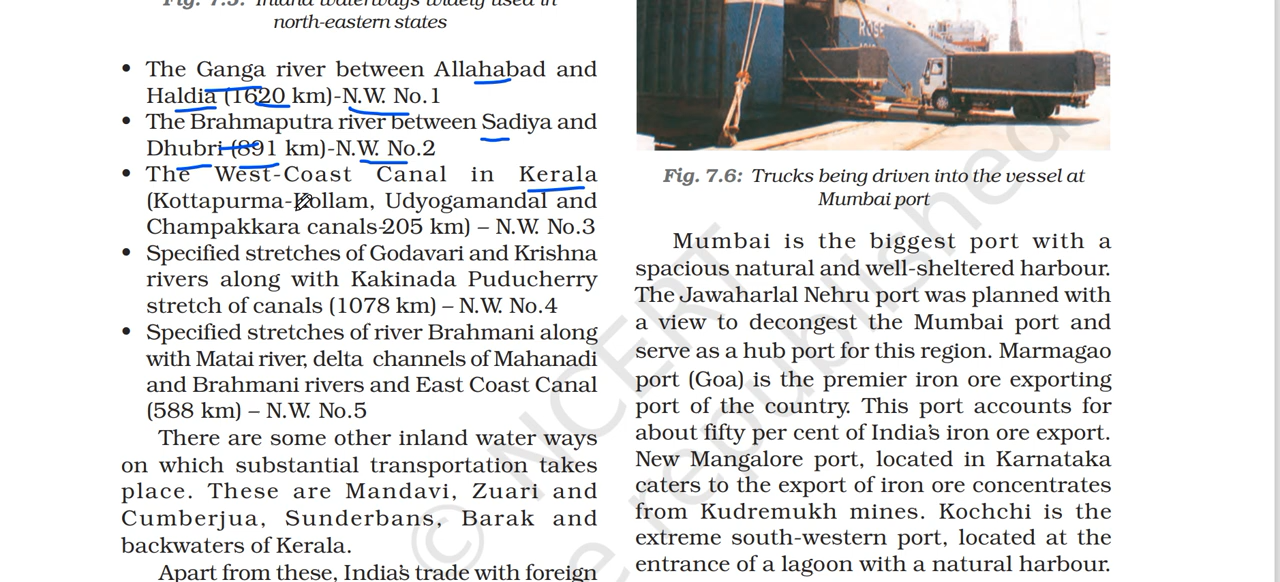 Fig. 7.5: Inland waterways widely used in
north-eastern states
• The Ganga river between Allahabad and
Haldia (1620 km)-N.W. No.1
• The Brahmaputra river between Sadiya and
Dhubri (891 km)-N.W. No.2
• The West-Coast Canal in Kerala
(Kottapurma-Kollam, Udyogamandal and
Champakkara canals-205 km) – N.W. No.3
• Specified stretches of Godavari and Krishna
rivers along with Kakinada Puducherry
stretch of canals (1078 km) – N.W. No.4
• Specified stretches of river Brahmani along
with Matai river, delta channels of Mahanadi
and Brahmani rivers and East Coast Canal
(588 km) – N.W. No.5
There are some other inland water ways
on which substantial transportation takes
place. These are Mandavi, Zuari and
Cumberjua, Sunderbans, Barak and
backwaters of Kerala.
Apart from these, India's trade with foreign
ROSE
Fig. 7.6: Trucks being driven into the vessel at
Mumbai port
Mumbai is the biggest port with a
spacious natural and well-sheltered harbour.
The Jawaharlal Nehru port was planned with
a view to decongest the Mumbai port and
serve as a hub port for this region. Marmagao
port (Goa) is the premier iron ore exporting
port of the country. This port accounts for
about fifty per cent of India's iron ore export.
New Mangalore port, located in Karnataka
caters to the export of iron ore concentrates
from Kudremukh mines. Kochchi is the
extreme south-western port, located at the
entrance of a lagoon with a natural harbour.
© NCERT
be republished